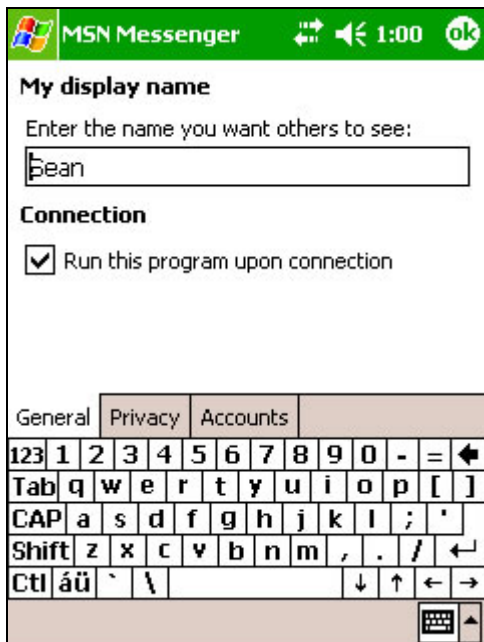 MSN Messenger 1:00 ok
My display name
Enter the name you want others to see:
Sean
Connection
Run this program upon connection
General Privacy Accounts
123 1 2 3 4 5 6 7 8 9 0 - =
Tab q w e r t y u i o p [ ]
CAP a s d f g h j k l ; '
Shift z x c v b n m , . /
Ctl áü ` \ ↓ ↑ ← →